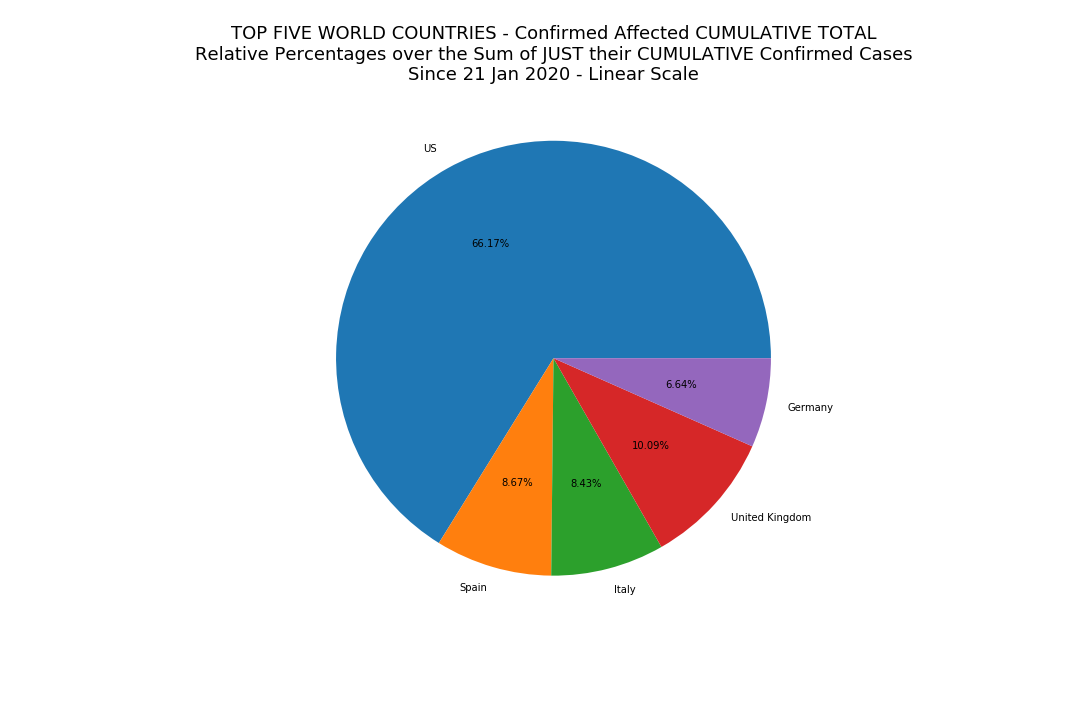 TOP FIVE WORLD COUNTRIES - Confirmed Affected CUMULATIVE TOTAL
Relative Percentages over the Sum of JUST their CUMULATIVE Confirmed Cases
Since 21 Jan 2020 - Linear Scale
US
66.17%
6.64%
Germany
10.09%
8.67%
8.43%
United Kingdom
Spain
Italy